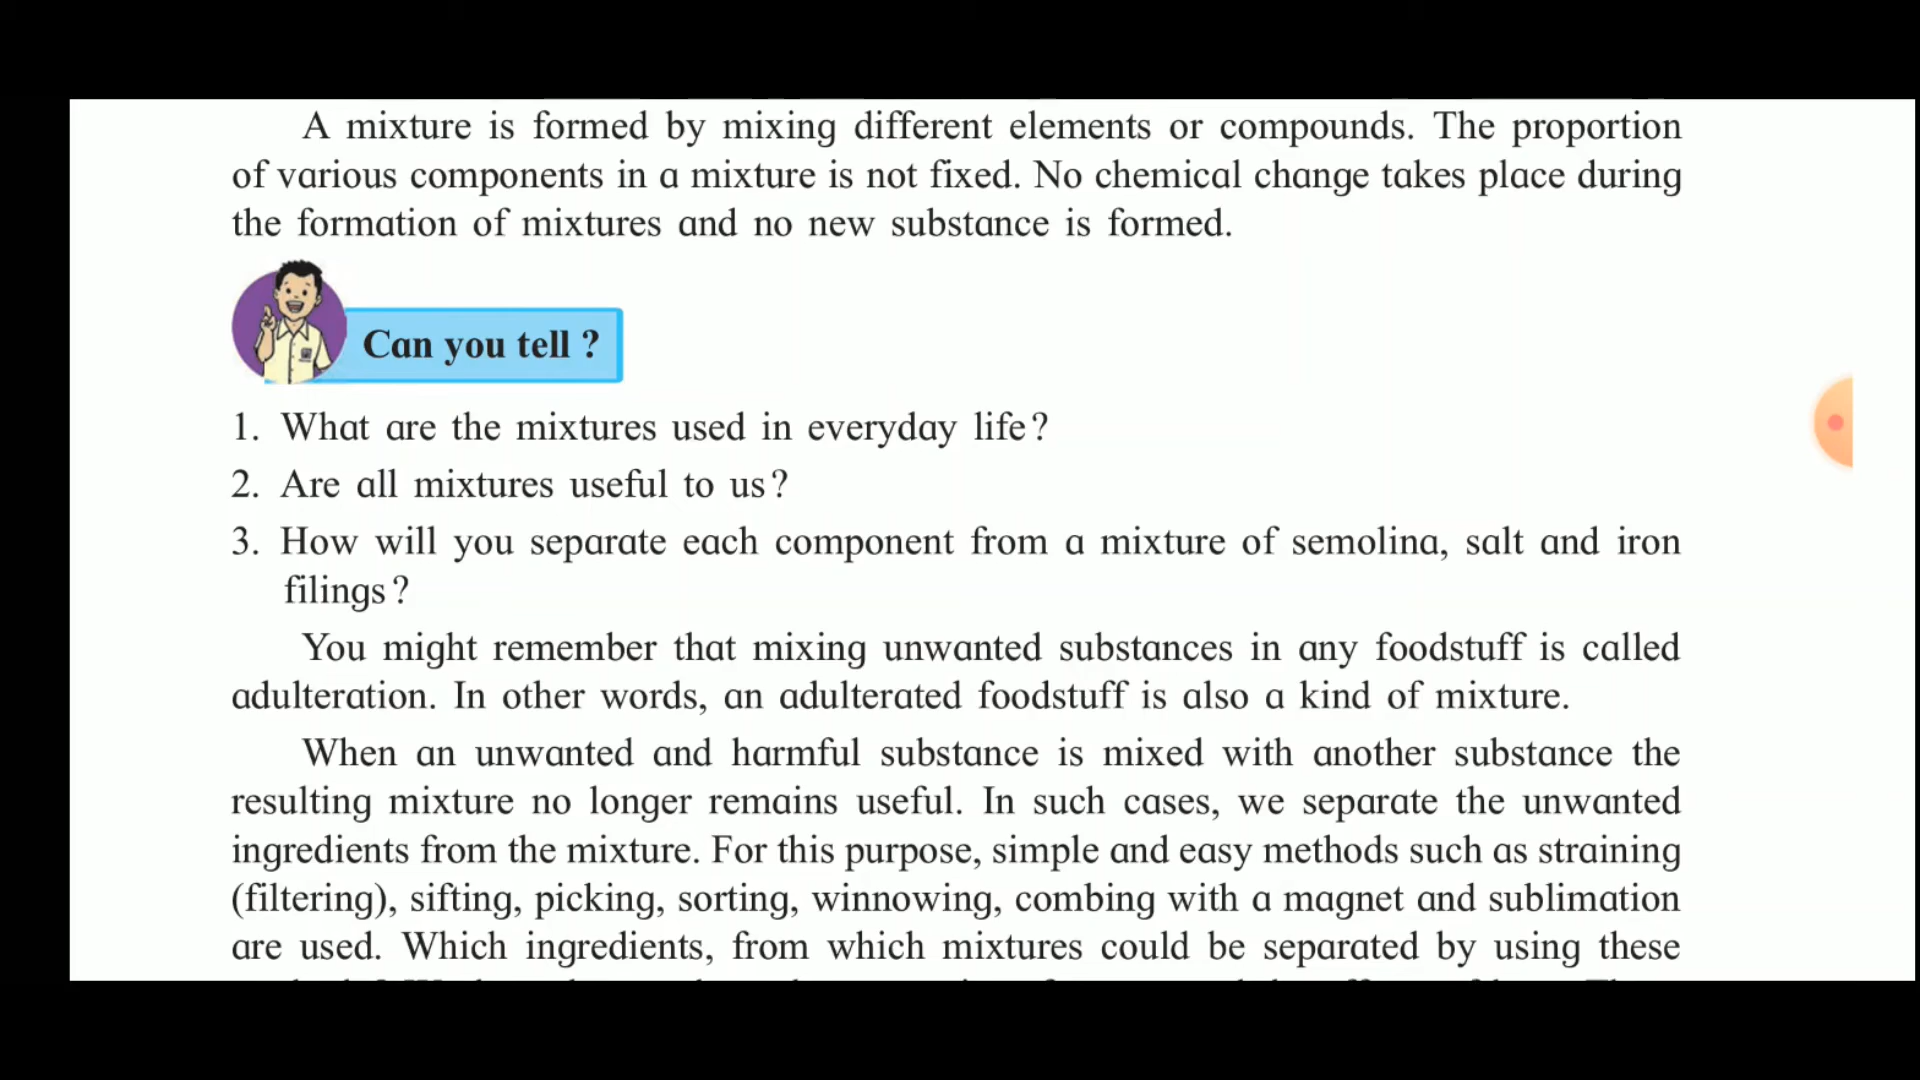 A mixture is formed by mixing different elements or compounds. The proportion
of various components in a mixture is not fixed. No chemical change takes place during
the formation of mixtures and no new substance is formed.
Can you tell ?
1. What are the mixtures used in everyday life?
2. Are all mixtures useful to us?
3. How will you separate each component from a mixture of semolina, salt and iron
filings?
You might remember that mixing unwanted substances in any foodstuff is called
adulteration. In other words, an adulterated foodstuff is also a kind of mixture.
When an unwanted and harmful substance is mixed with another substance the
resulting mixture no longer remains useful. In such cases, we separate the unwanted
ingredients from the mixture. For this purpose, simple and easy methods such as straining
(filtering), sifting, picking, sorting, winnowing, combing with a magnet and sublimation
are used. Which ingredients, from which mixtures could be separated by using these